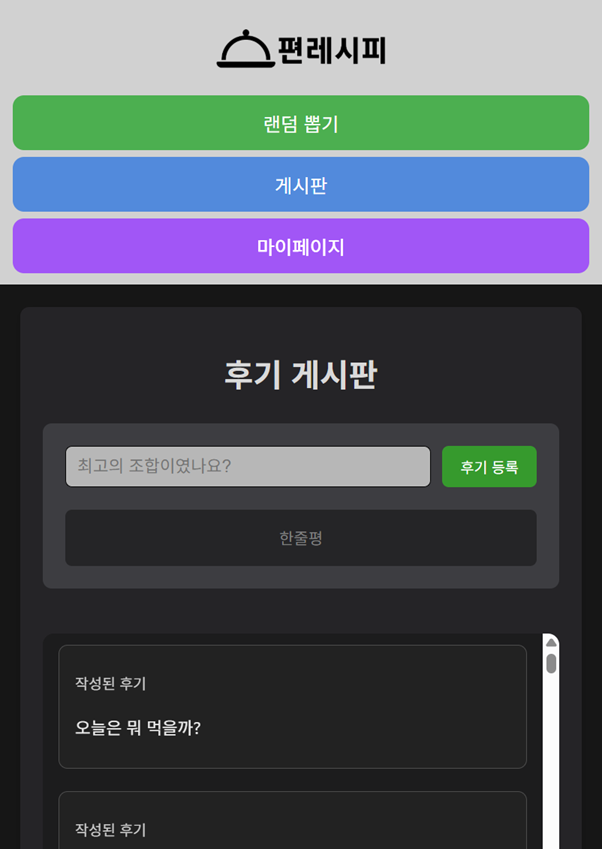 편레시피
랜덤 뽑기
게시판
마이페이지
후기 게시판
최고의 조합이였나요?
후기 등록
한줄평
작성된 후기
오늘은 뭐 먹을까?
작성된 후기